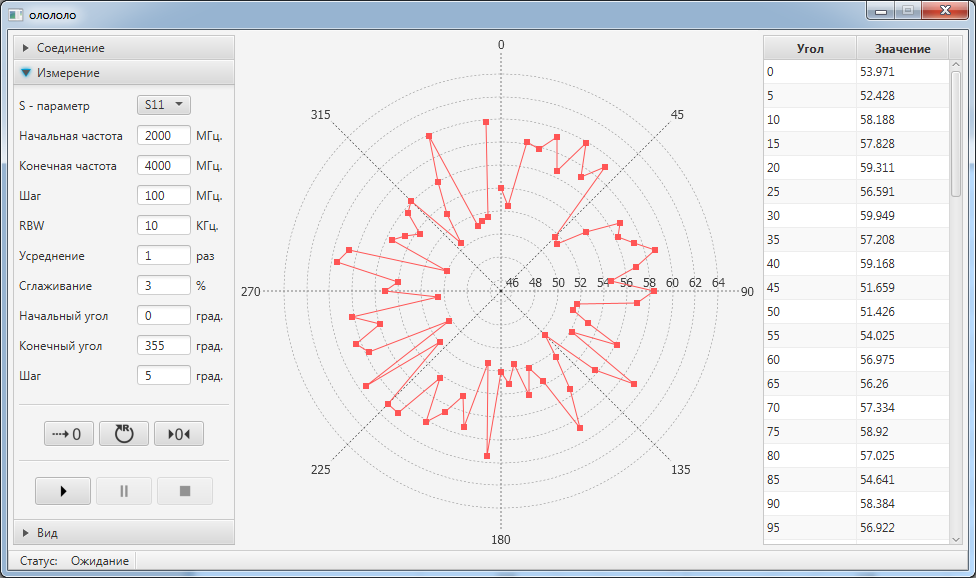 олололо
Соединение
Измерение
S - параметр S11
Начальная частота 2000 МГц.
Конечная частота 4000 МГц.
Шаг 100 МГц.
RBW 10 КГц.
Усреднение 1 раз
Сглаживание 3 %
Начальный угол 0 град.
Конечный угол 355 град.
Шаг 5 град.
0 R 0
Вид
Статус: Ожидание
0
45
90
135
180
225
270
315
46 48 50 52 54 56 58 60 62 64
Угол Значение
0 53.971
5 52.428
10 58.188
15 57.828
20 59.311
25 56.591
30 59.949
35 57.208
40 59.168
45 51.659
50 51.426
55 54.025
60 56.975
65 56.26
70 57.334
75 58.92
80 57.025
85 54.641
90 58.384
95 56.922